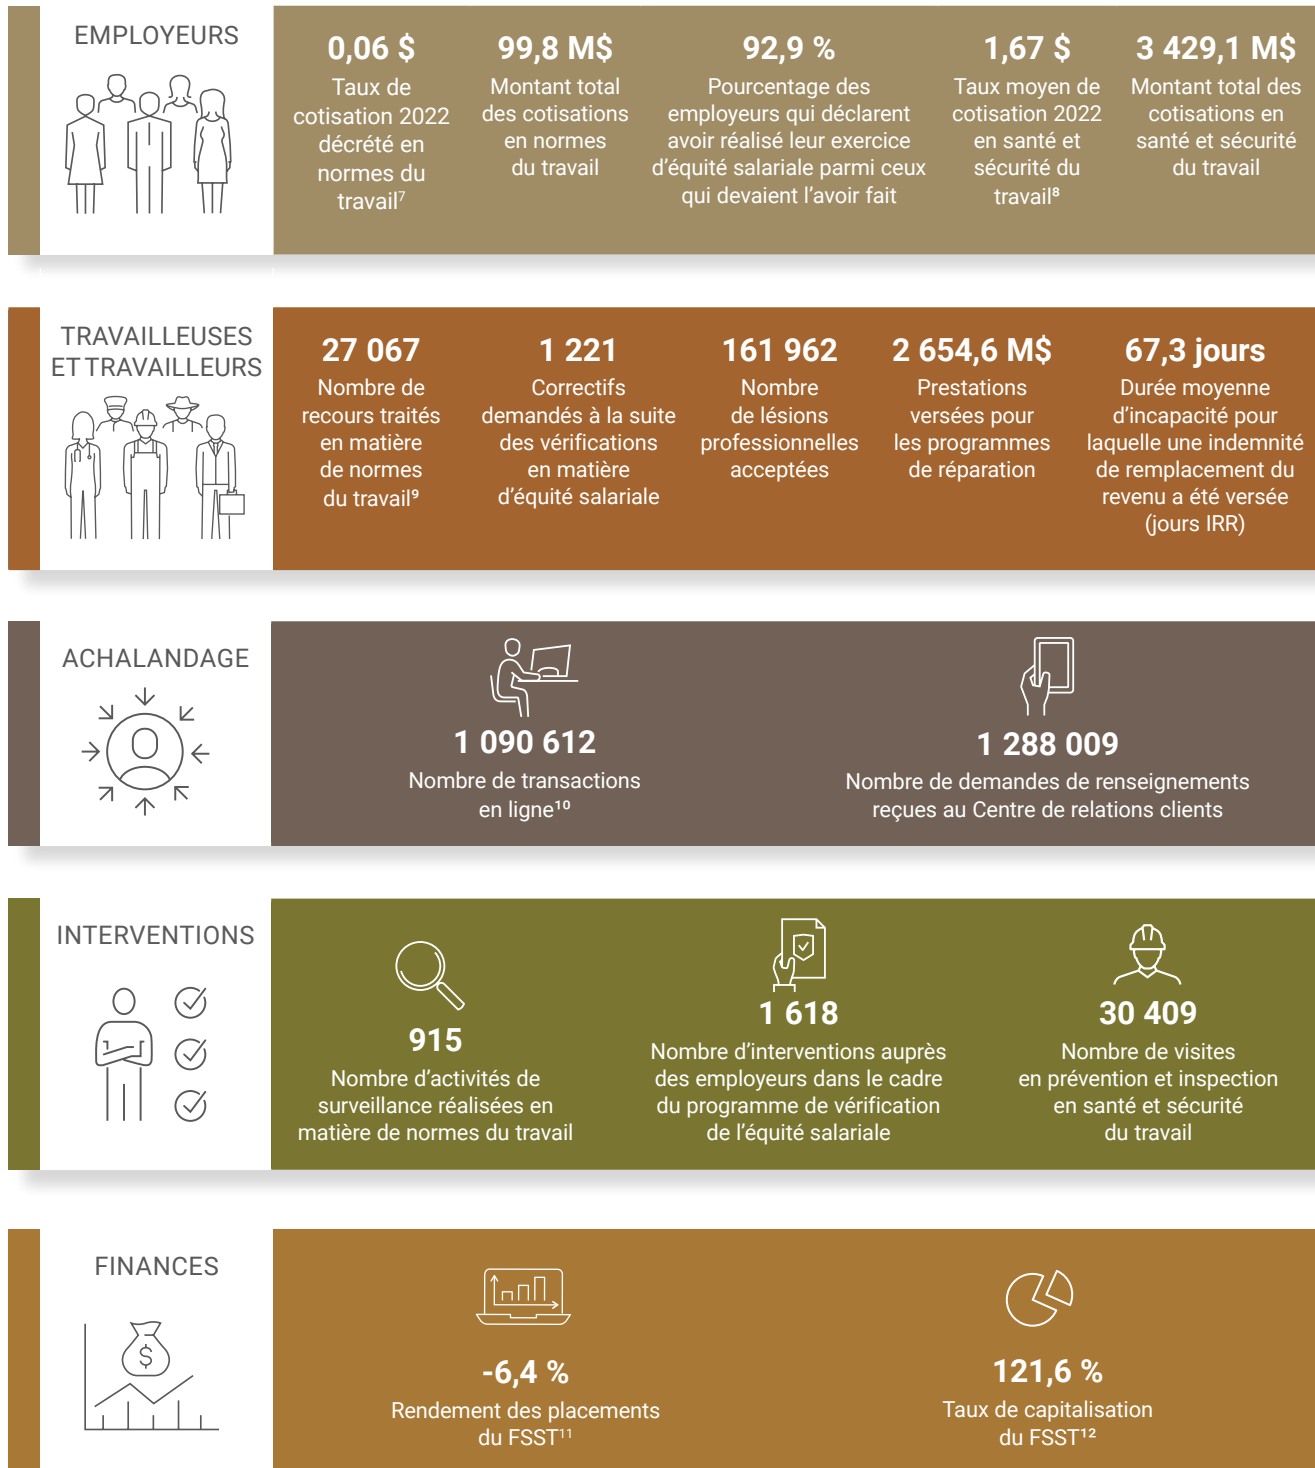 EMPLOYEURS
0,06 $
Taux de
cotisation 2022
décrété en
normes du
travail⁷
99,8 M$
Montant total
des cotisations
en normes
du travail
92,9 %
Pourcentage des
employeurs qui déclarent
avoir réalisé leur exercice
d’équité salariale parmi ceux
qui devaient l’avoir fait
1,67 $
Taux moyen de
cotisation 2022
en santé et
sécurité du
travail⁸
3 429,1 M$
Montant total des
cotisations en
santé et sécurité
du travail
TRAVAILLEUSES
ET TRAVAILLEURS
27 067
Nombre de
recours traités
en matière
de normes
du travail⁹
1 221
Correctifs
demandés à la suite
des vérifications
en matière
d’équité salariale
161 962
Nombre
de lésions
professionnelles
acceptées
2 654,6 M$
Prestations
versées pour
les programmes
de réparation
67,3 jours
Durée moyenne
d’incapacité pour
laquelle une indemnité
de remplacement du
revenu a été versée
(jours IRR)
ACHALANDAGE
1 090 612
Nombre de transactions
en ligne¹⁰
1 288 009
Nombre de demandes de renseignements
reçues au Centre de relations clients
INTERVENTIONS
915
Nombre d’activités de
surveillance réalisées en
matière de normes du travail
1 618
Nombre d’interventions auprès
des employeurs dans le cadre
du programme de vérification
de l’équité salariale
30 409
Nombre de visites
en prévention et inspection
en santé et sécurité
du travail
FINANCES
$
-6,4 %
Rendement des placements
du FSST¹¹
121,6 %
Taux de capitalisation
du FSST¹²